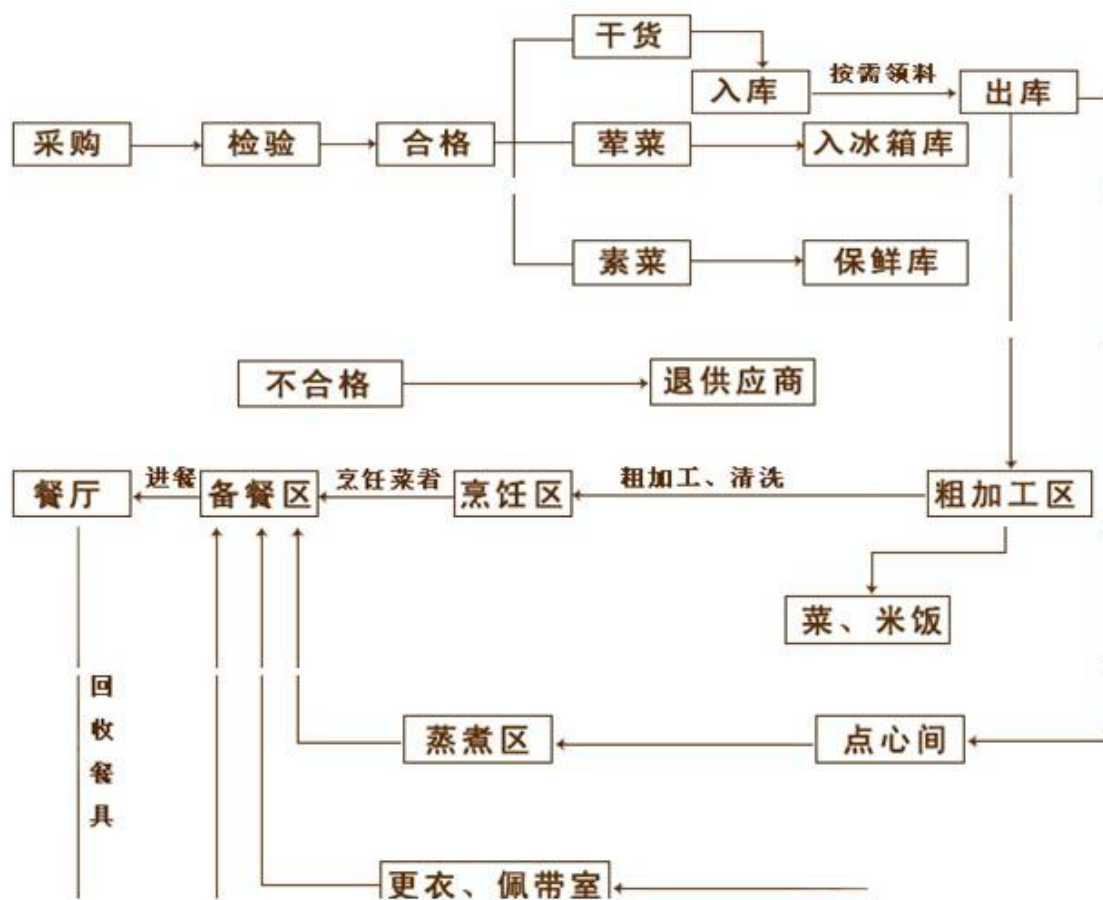 干货
入库
按需领料
出库
采购
检验
合格
荤菜
入冰箱库
素菜
保鲜库
不合格
退供应商
餐厅
进餐
备餐区
烹饪菜肴
烹饪区
粗加工、清洗
粗加工区
菜、米饭
回收餐具
蒸煮区
点心间
更衣、佩带室